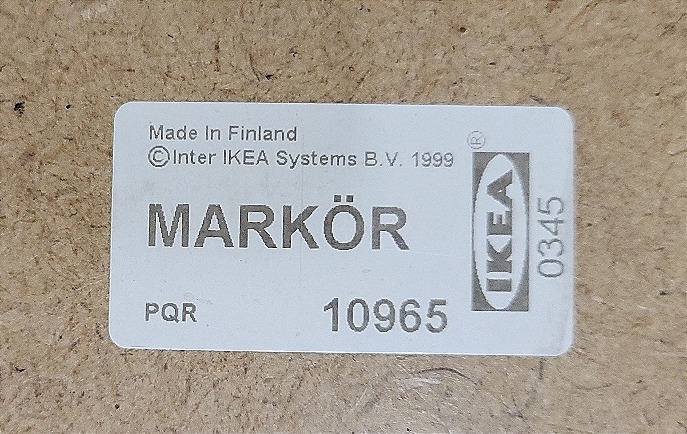 Made In Finland
©Inter IKEA Systems B.V. 1999
MARKÖR
PQR 10965
®
IKEA
0345